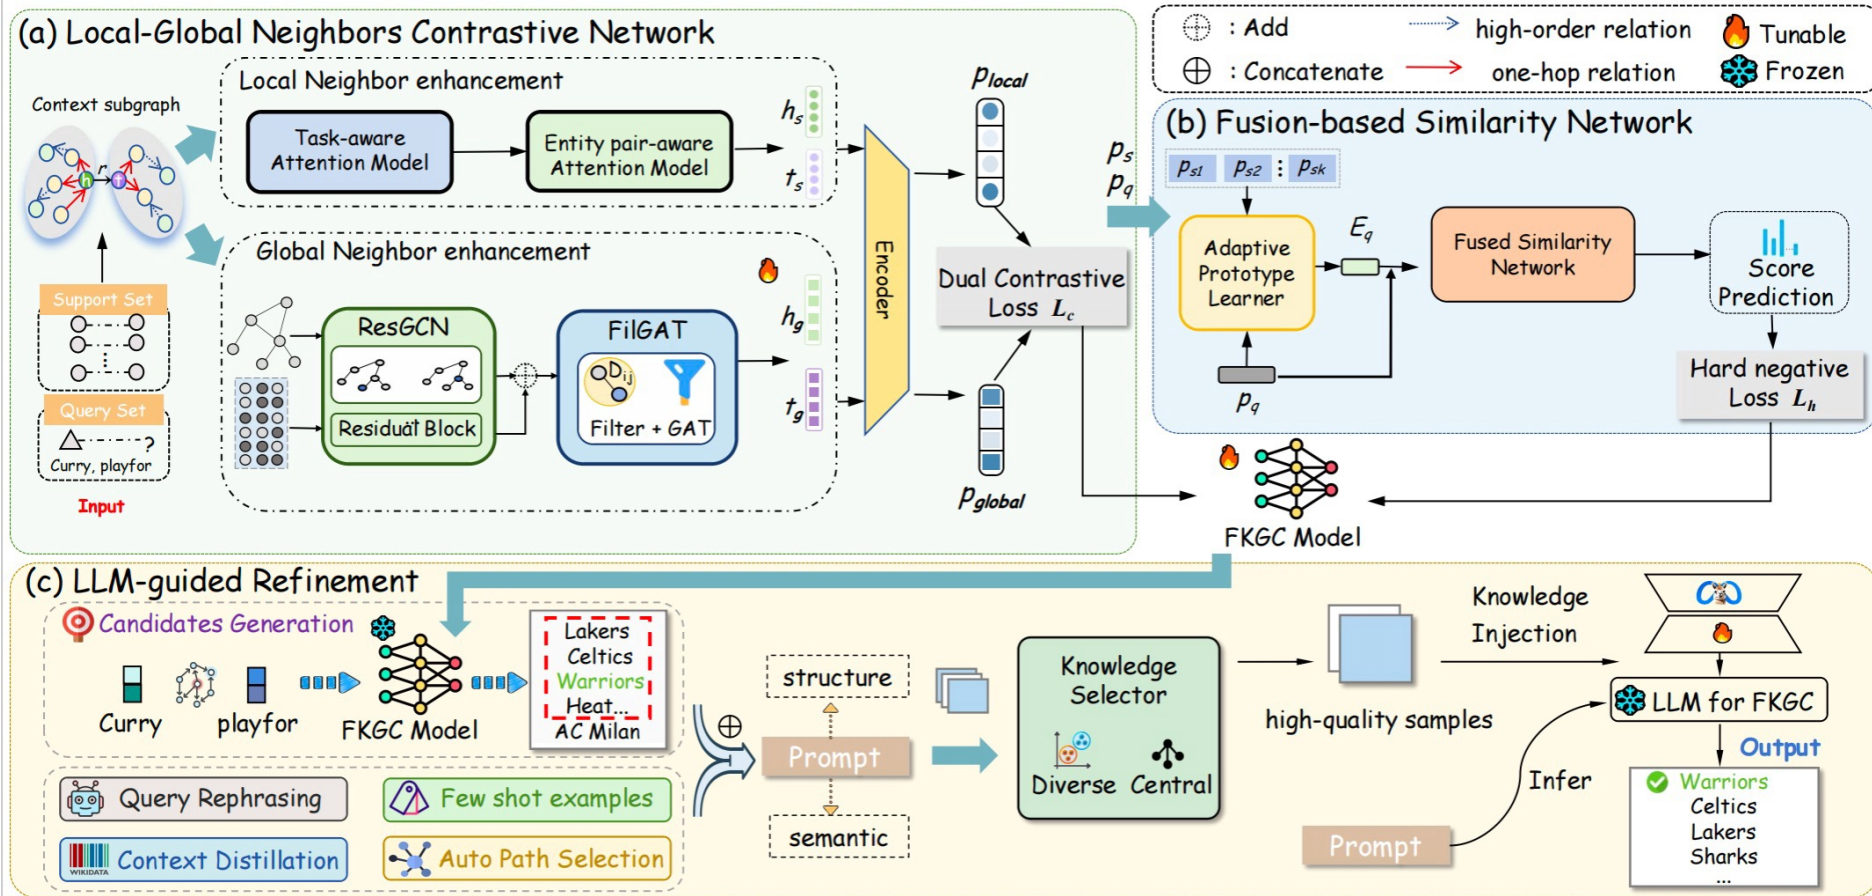 (a) Local-Global Neighbors Contrastive Network
Local Neighbor enhancement
Context subgraph
h
r
t
Task-aware
Attention Model
Entity pair-aware
Attention Model
h_s
t_s
Support Set
Query Set
?
Curry, playfor
Input
Global Neighbor enhancement
ResGCN
Residual Block
FilGAT
D_ij
Filter + GAT
h_g
t_g
Encoder
p_local
Dual Contrastive
Loss L_c
p_global
: Add
high-order relation
Tunable
: Concatenate
one-hop relation
Frozen
p_s
p_q
(b) Fusion-based Similarity Network
p_s1 p_s2 ⋮ p_sk
Adaptive
Prototype
Learner
E_q
p_q
Fused Similarity
Network
Score
Prediction
Hard negative
Loss L_h
FKGC Model
(c) LLM-guided Refinement
Candidates Generation
Curry
playfor
FKGC Model
Lakers
Celtics
Warriors
Heat...
AC Milan
Query Rephrasing
Few shot examples
WIKIDATA
Context Distillation
Auto Path Selection
structure
Prompt
semantic
Knowledge
Selector
Diverse
Central
high-quality samples
Knowledge
Injection
LLM for FKGC
Output
Infer
Prompt
Warriors
Celtics
Lakers
Sharks
...